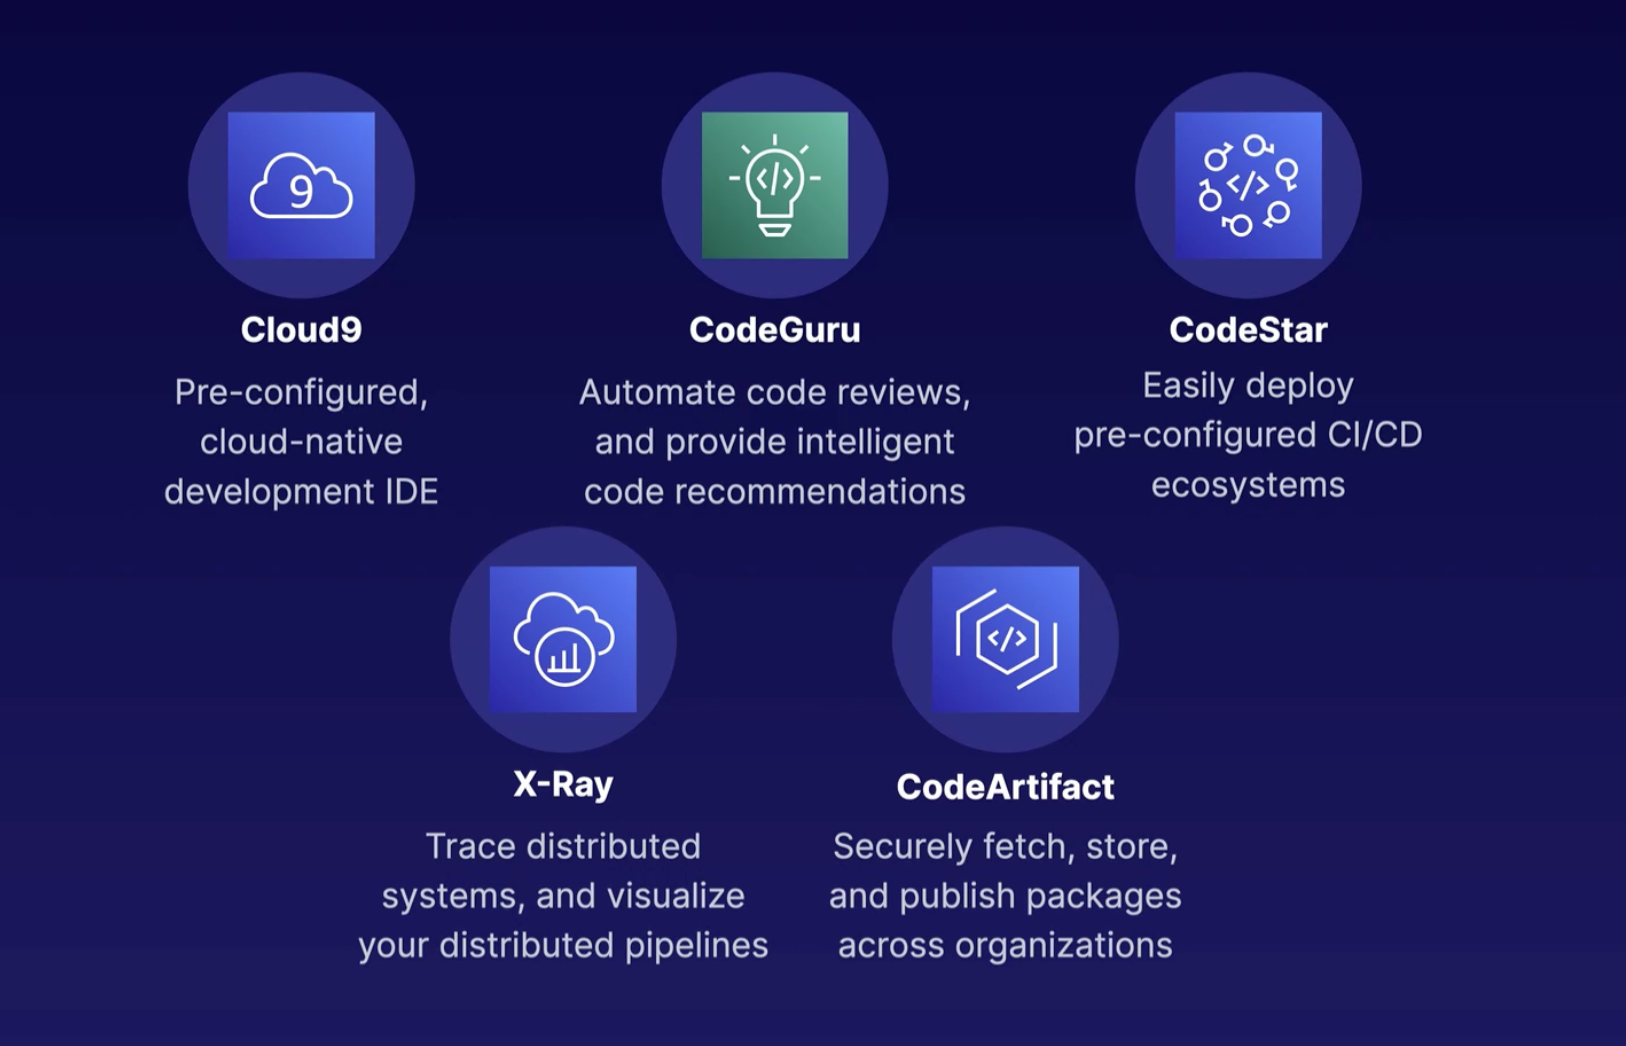 9
</>
</>
Cloud9
CodeGuru
CodeStar
Pre-configured,
cloud-native
development IDE
Automate code reviews,
and provide intelligent
code recommendations
Easily deploy
pre-configured CI/CD
ecosystems
</>
X-Ray
CodeArtifact
Trace distributed
systems, and visualize
your distributed pipelines
Securely fetch, store,
and publish packages
across organizations